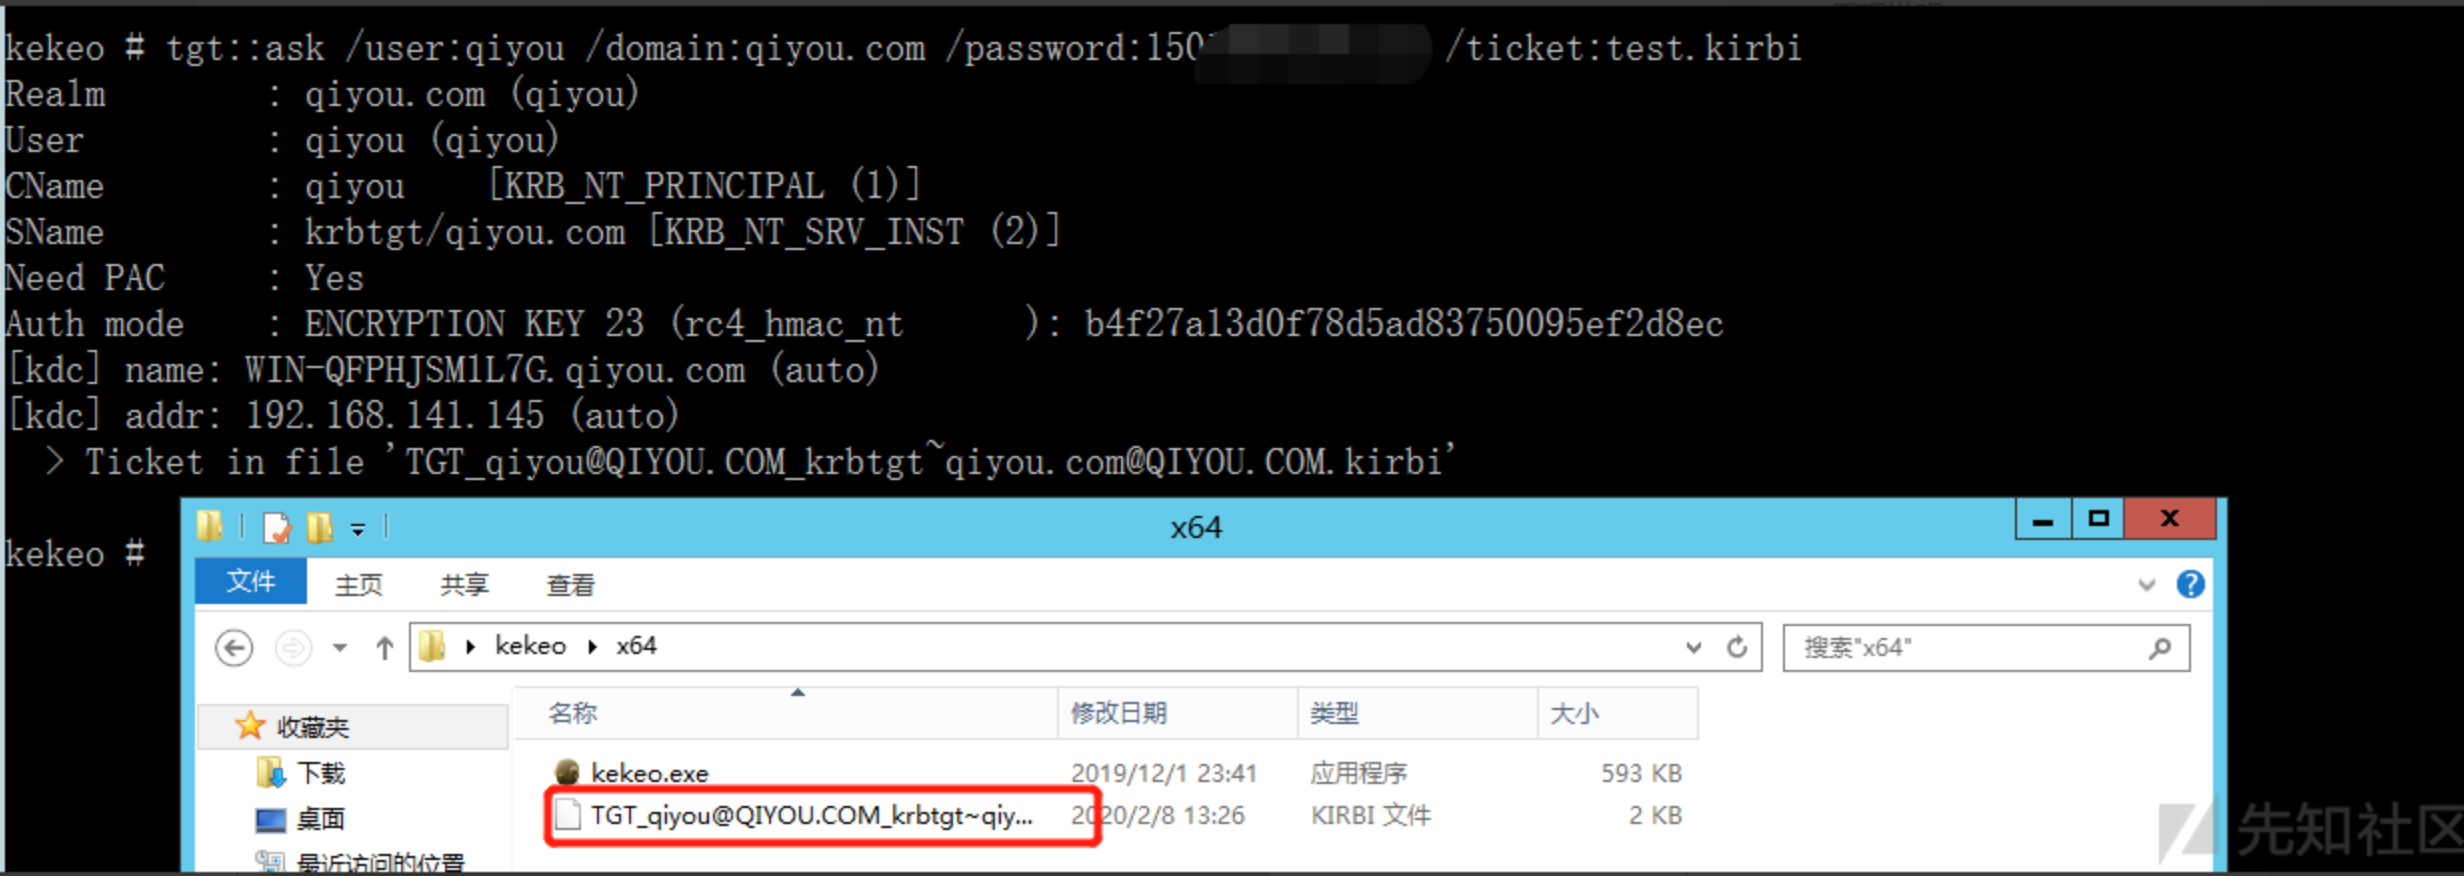 kekeo # tgt::ask /user:qiyou /domain:qiyou.com /password:150 /ticket:test.kirbi
Realm : qiyou.com (qiyou)
User : qiyou (qiyou)
CName : qiyou [KRB_NT_PRINCIPAL (1)]
SName : krbtgt/qiyou.com [KRB_NT_SRV_INST (2)]
Need PAC : Yes
Auth mode : ENCRYPTION KEY 23 (rc4_hmac_nt ): b4f27a13d0f78d5ad83750095ef2d8ec
[kdc] name: WIN-QFPHJSM1L7G.qiyou.com (auto)
[kdc] addr: 192.168.141.145 (auto)
> Ticket in file 'TGT_qiyou@QIYOU.COM_krbtgt~qiyou.com@QIYOU.COM.kirbi'
kekeo #
x64
文件 主页 共享 查看
kekeo x64
搜索"x64"
名称 修改日期 类型 大小
收藏夹
下载
桌面
最近访问的位置
kekeo.exe 2019/12/1 23:41 应用程序 593 KB
TGT_qiyou@QIYOU.COM_krbtgt~qiy... 2020/2/8 13:26 KIRBI 文件 2 KB
先知社区